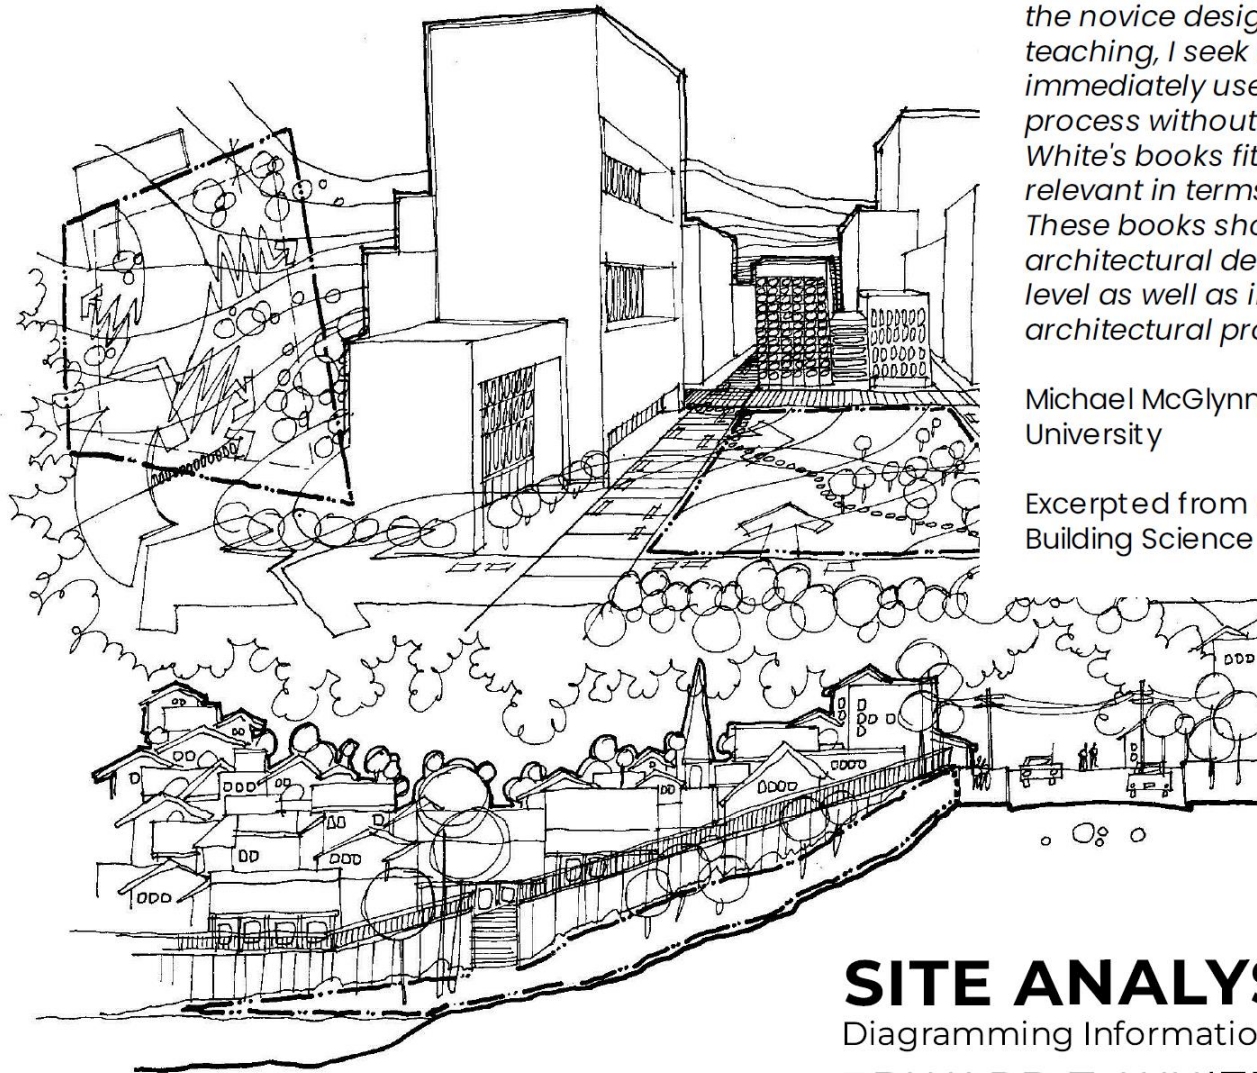 the novice desig
teaching, I seek
immediately use
process without
White's books fit
relevant in terms
These books sho
architectural de
level as well as i
architectural pro
Michael McGlynn
University
Excerpted from
Building Science
SITE ANALYS
Diagramming Informatio